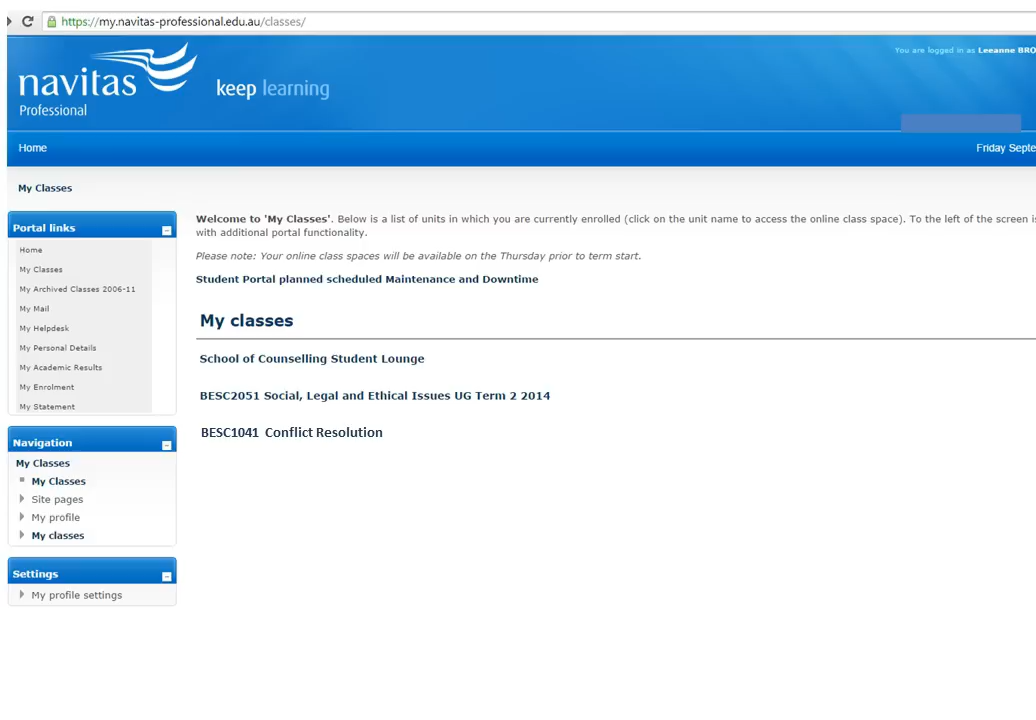 https://my.navitas-professional.edu.au/classes/
You are logged in as Leeanne BRO
navitas
Professional
keep learning
Home
Friday Septe
My Classes
Portal links
Home
My Classes
My Archived Classes 2006-11
My Mail
My Helpdesk
My Personal Details
My Academic Results
My Enrolment
My Statement
Navigation
My Classes
My Classes
Site pages
My profile
My classes
Settings
My profile settings
Welcome to 'My Classes'. Below is a list of units in which you are currently enrolled (click on the unit name to access the online class space). To the left of the screen is
with additional portal functionality.
Please note: Your online class spaces will be available on the Thursday prior to term start.
Student Portal planned scheduled Maintenance and Downtime
My classes
School of Counselling Student Lounge
BESC2051 Social, Legal and Ethical Issues UG Term 2 2014
BESC1041 Conflict Resolution